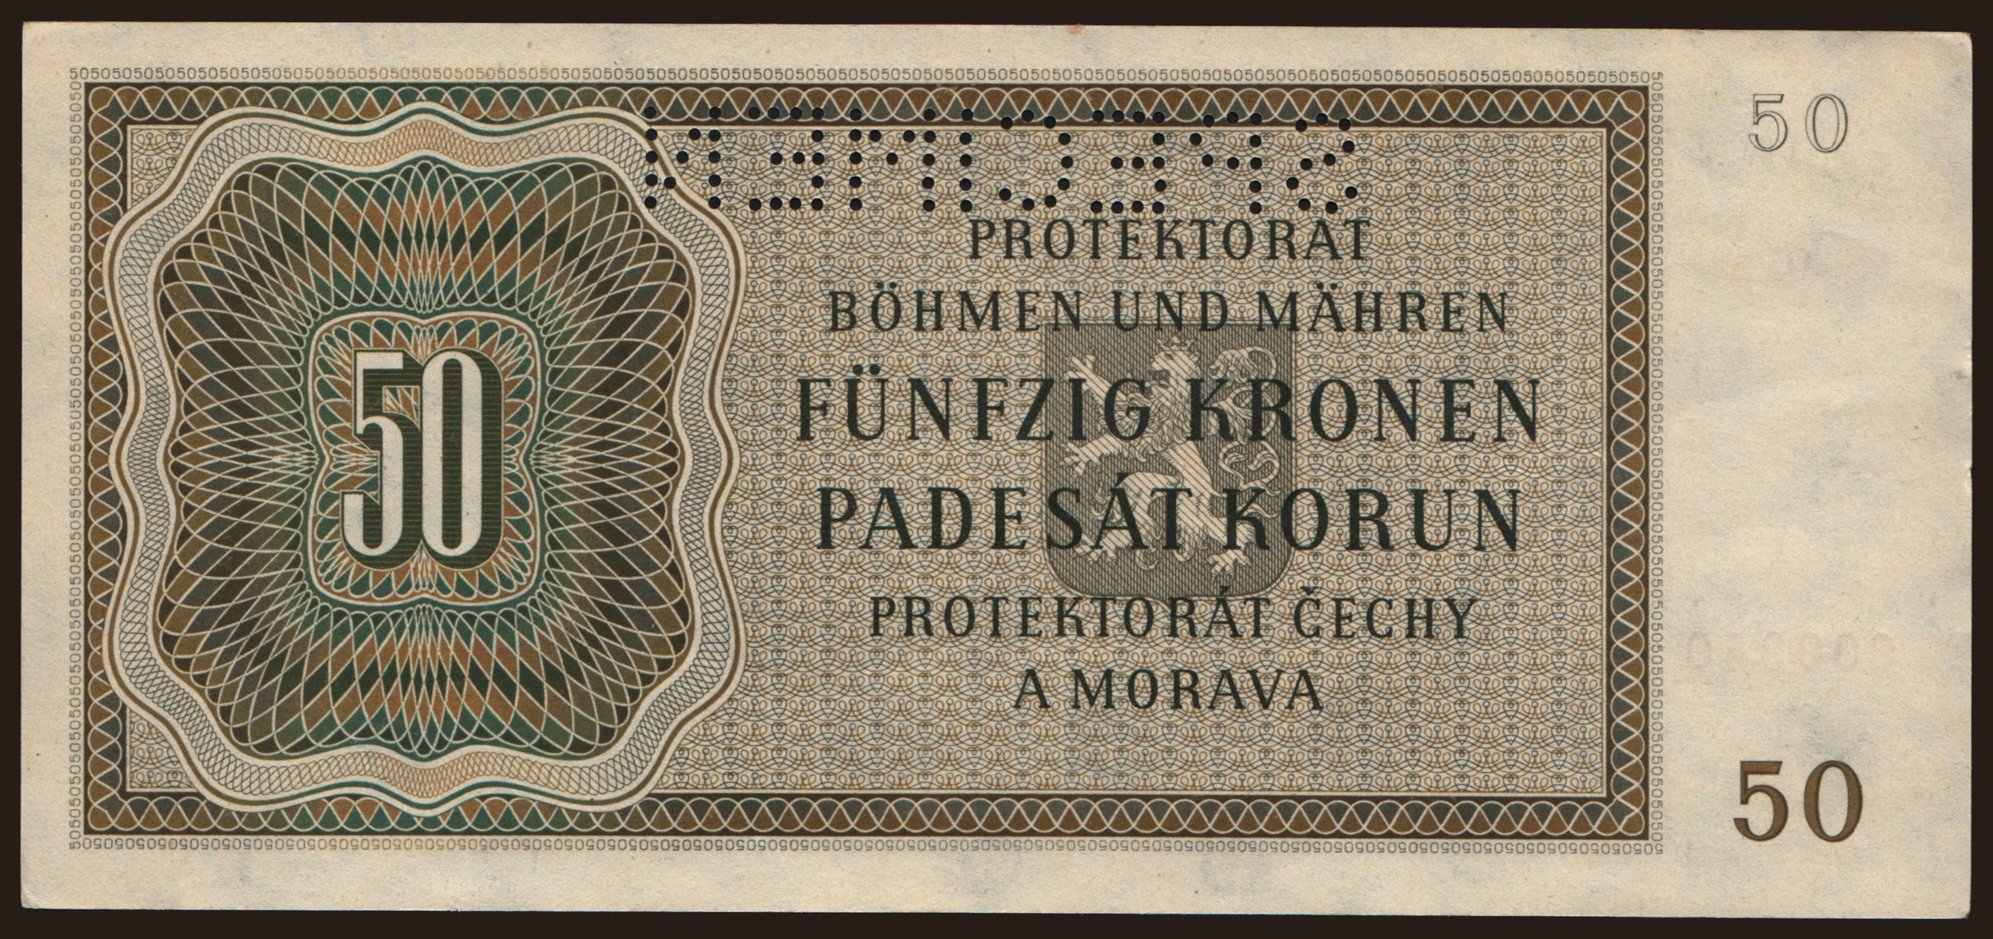 50
PROTEKTORAT
BÖHMEN UND MÄHREN
50
FÜNFZIG KRONEN
PADESÁT KORUN
PROTEKTORÁT ČECHY
A MORAVA
50